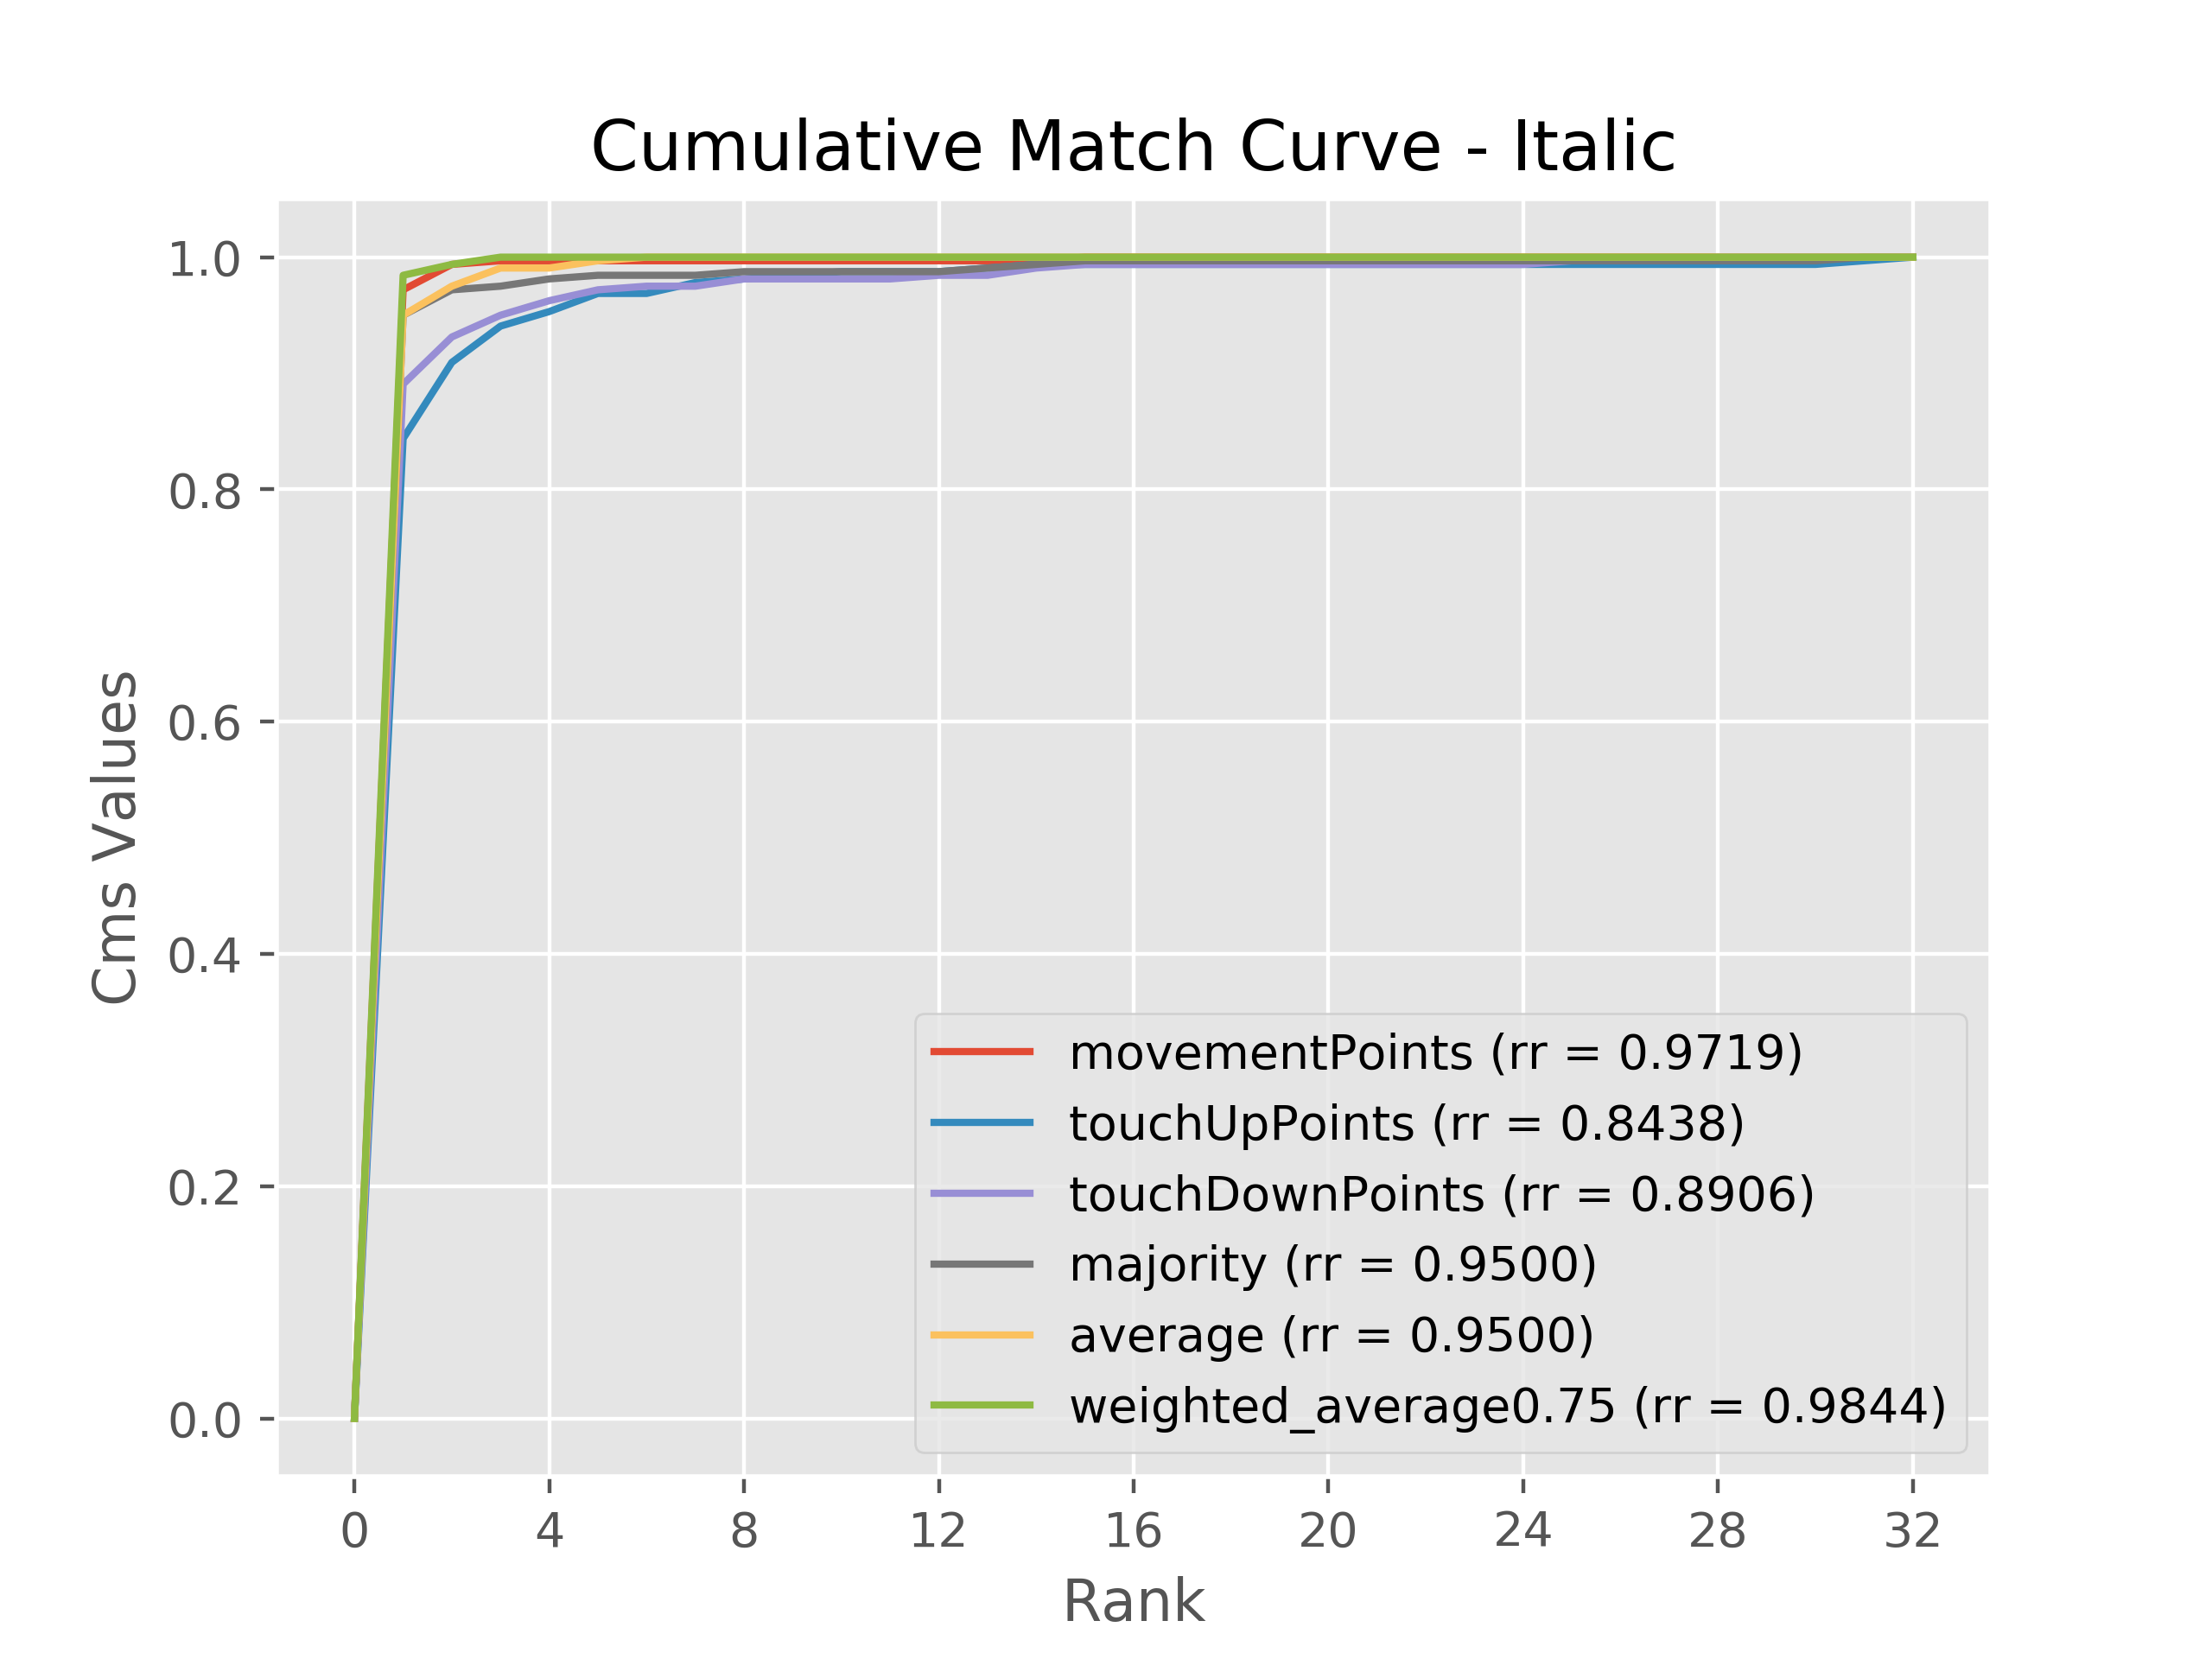 Cumulative Match Curve - Italic
1.0
0.8
0.6
0.4
0.2
0.0
Cms Values
movementPoints (rr = 0.9719)
touchUpPoints (rr = 0.8438)
touchDownPoints (rr = 0.8906)
majority (rr = 0.9500)
average (rr = 0.9500)
weighted_average0.75 (rr = 0.9844)
0 4 8 12 16 20 24 28 32
Rank